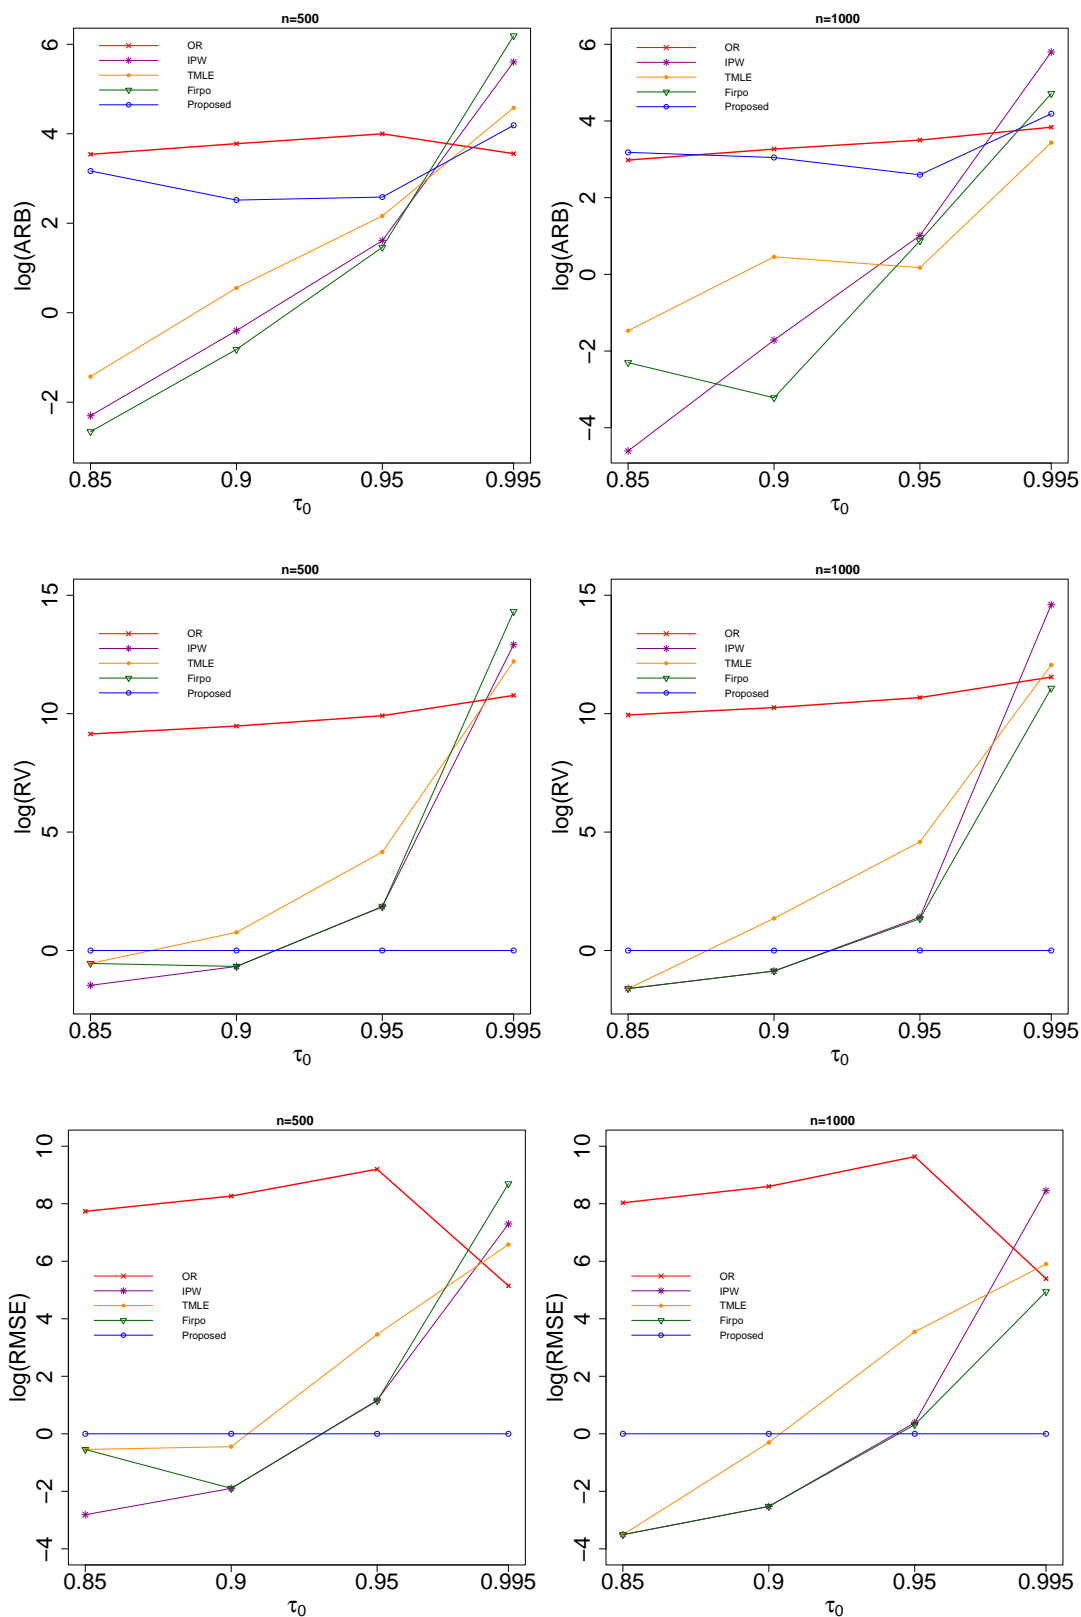 n=500
OR
IPW
TMLE
Firpo
Proposed
log(ARB)
6
4
2
0
−2
0.85 0.9 0.95 0.995
τ0
n=1000
OR
IPW
TMLE
Firpo
Proposed
log(ARB)
6
4
2
0
−2
−4
0.85 0.9 0.95 0.995
τ0
n=500
OR
IPW
TMLE
Firpo
Proposed
log(RV)
15
10
5
0
0.85 0.9 0.95 0.995
τ0
n=1000
OR
IPW
TMLE
Firpo
Proposed
log(RV)
15
10
5
0
0.85 0.9 0.95 0.995
τ0
n=500
OR
IPW
TMLE
Firpo
Proposed
log(RMSE)
10
8
6
4
2
0
−2
−4
0.85 0.9 0.95 0.995
τ0
n=1000
OR
IPW
TMLE
Firpo
Proposed
log(RMSE)
10
8
6
4
2
0
−2
−4
0.85 0.9 0.95 0.995
τ0